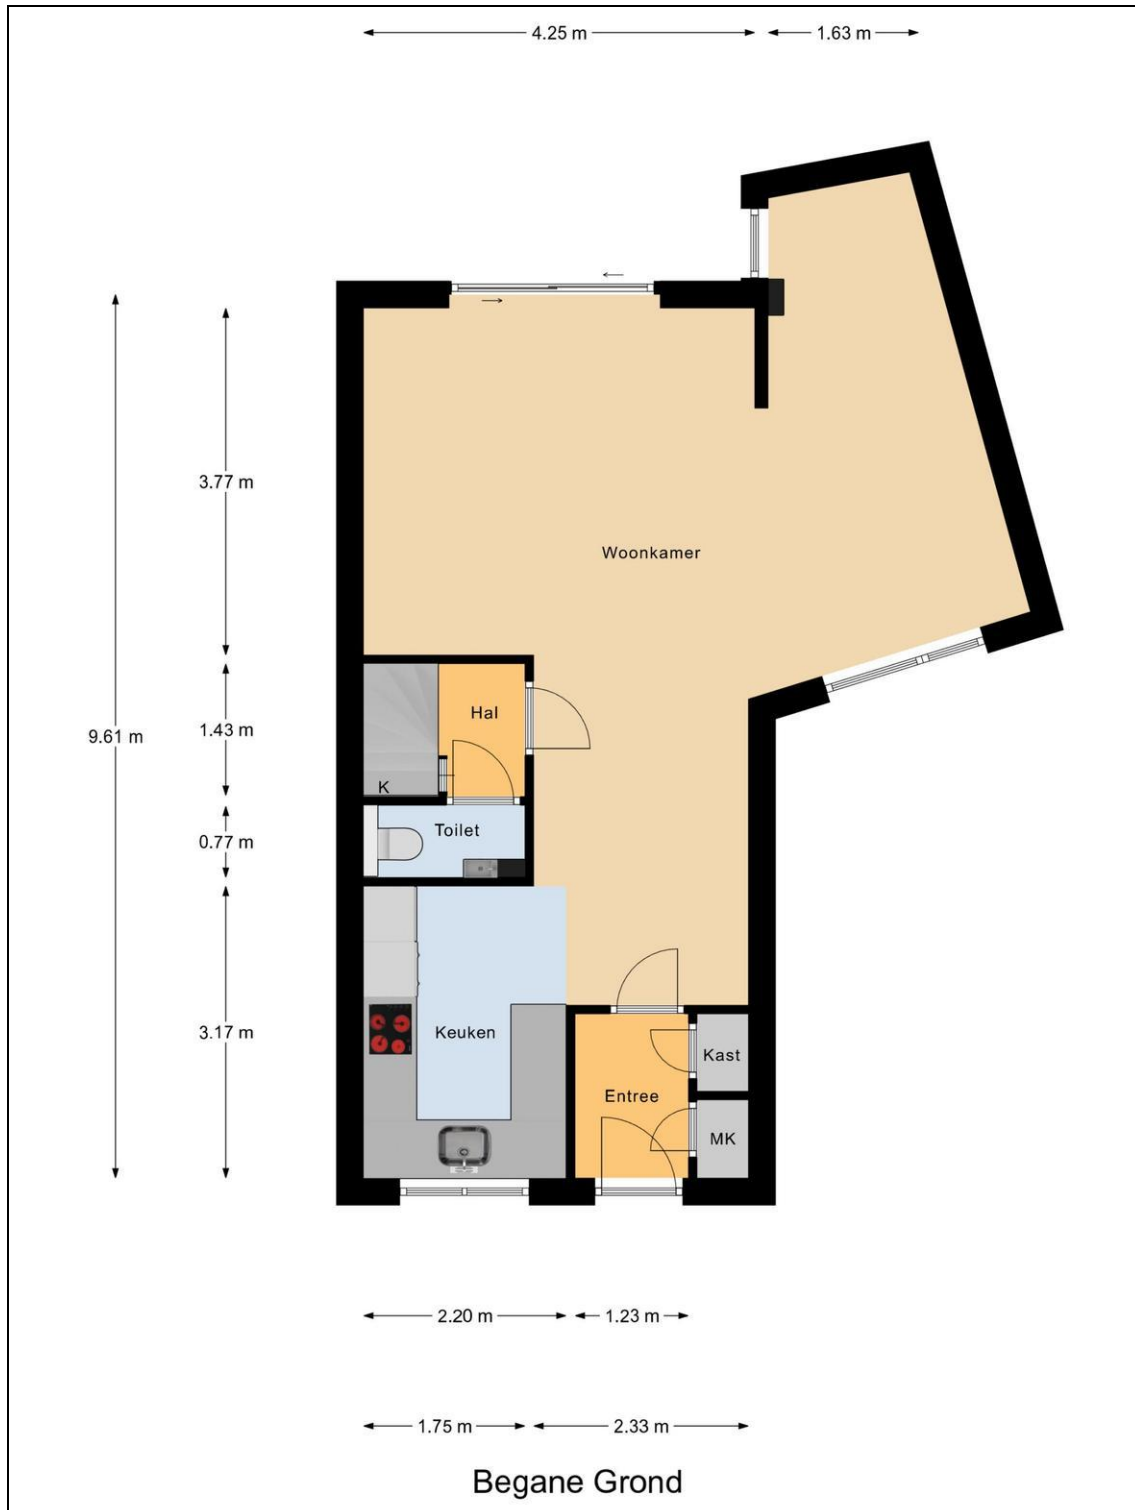 4.25 m
1.63 m
3.77 m
Woonkamer
Hal
1.43 m
9.61 m
K
Toilet
0.77 m
Keuken
3.17 m
Kast
Entree
MK
2.20 m
1.23 m
1.75 m
2.33 m
Begane Grond